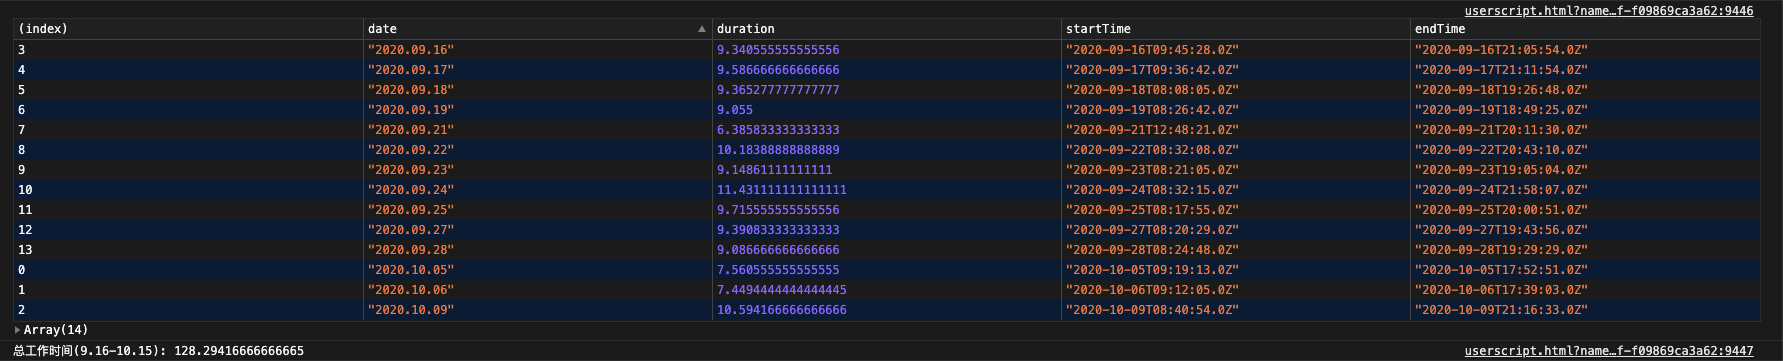 userscript.html?name…f-f09869ca3a62:9446
(index) date duration startTime endTime
3 "2020.09.16" 9.340555555555556 "2020-09-16T09:45:28.0Z" "2020-09-16T21:05:54.0Z"
4 "2020.09.17" 9.586666666666666 "2020-09-17T09:36:42.0Z" "2020-09-17T21:11:54.0Z"
5 "2020.09.18" 9.365277777777777 "2020-09-18T08:08:05.0Z" "2020-09-18T19:26:48.0Z"
6 "2020.09.19" 9.055 "2020-09-19T08:26:42.0Z" "2020-09-19T18:49:25.0Z"
7 "2020.09.21" 6.385833333333333 "2020-09-21T12:48:21.0Z" "2020-09-21T20:11:30.0Z"
8 "2020.09.22" 10.18388888888889 "2020-09-22T08:32:08.0Z" "2020-09-22T20:43:10.0Z"
9 "2020.09.23" 9.14861111111111 "2020-09-23T08:21:05.0Z" "2020-09-23T19:05:04.0Z"
10 "2020.09.24" 11.431111111111111 "2020-09-24T08:32:15.0Z" "2020-09-24T21:58:07.0Z"
11 "2020.09.25" 9.715555555555556 "2020-09-25T08:17:55.0Z" "2020-09-25T20:00:51.0Z"
12 "2020.09.27" 9.390833333333333 "2020-09-27T08:20:29.0Z" "2020-09-27T19:43:56.0Z"
13 "2020.09.28" 9.086666666666666 "2020-09-28T08:24:48.0Z" "2020-09-28T19:29:29.0Z"
0 "2020.10.05" 7.560555555555555 "2020-10-05T09:19:13.0Z" "2020-10-05T17:52:51.0Z"
1 "2020.10.06" 7.4494444444444445 "2020-10-06T09:12:05.0Z" "2020-10-06T17:39:03.0Z"
2 "2020.10.09" 10.594166666666666 "2020-10-09T08:40:54.0Z" "2020-10-09T21:16:33.0Z"
Array(14)
总工作时间(9.16-10.15): 128.29416666666665 userscript.html?name…f-f09869ca3a62:9447